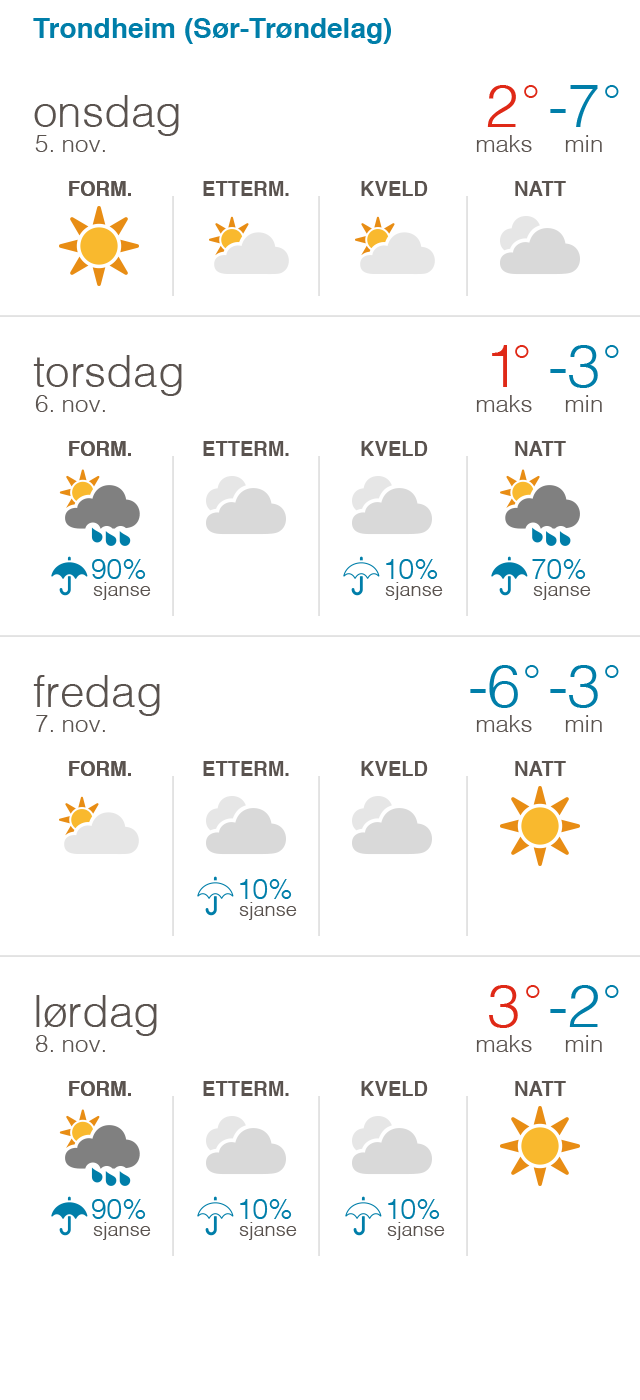 Trondheim (Sør-Trøndelag)
onsdag 2° -7°
5. nov. maks min
FORM. ETTERM. KVELD NATT
torsdag 1° -3°
6. nov. maks min
FORM. ETTERM. KVELD NATT
90% 10% 70%
sjanse sjanse sjanse
fredag -6° -3°
7. nov. maks min
FORM. ETTERM. KVELD NATT
10%
sjanse
lørdag 3° -2°
8. nov. maks min
FORM. ETTERM. KVELD NATT
90% 10% 10%
sjanse sjanse sjanse